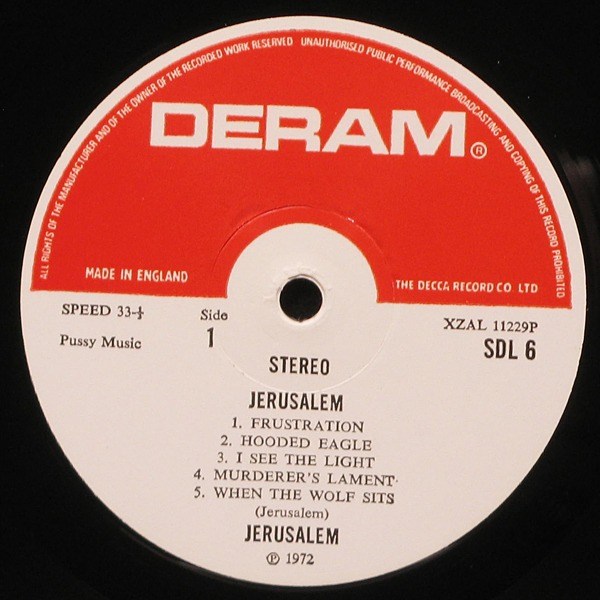 ALL RIGHTS OF THE MANUFACTURER AND OF THE OWNER OF THE RECORDED WORK RESERVED UNAUTHORISED PUBLIC PERFORMANCE BROADCASTING AND COPYING OF THIS RECORD PROHIBITED
DERAM®
MADE IN ENGLAND
THE DECCA RECORD CO. LTD
SPEED 33⅓
Side
1
XZAL 11229P
Pussy Music
SDL 6
STEREO
JERUSALEM
1. FRUSTRATION
2. HOODED EAGLE
3. I SEE THE LIGHT
4. MURDERER'S LAMENT
5. WHEN THE WOLF SITS
(Jerusalem)
JERUSALEM
℗ 1972